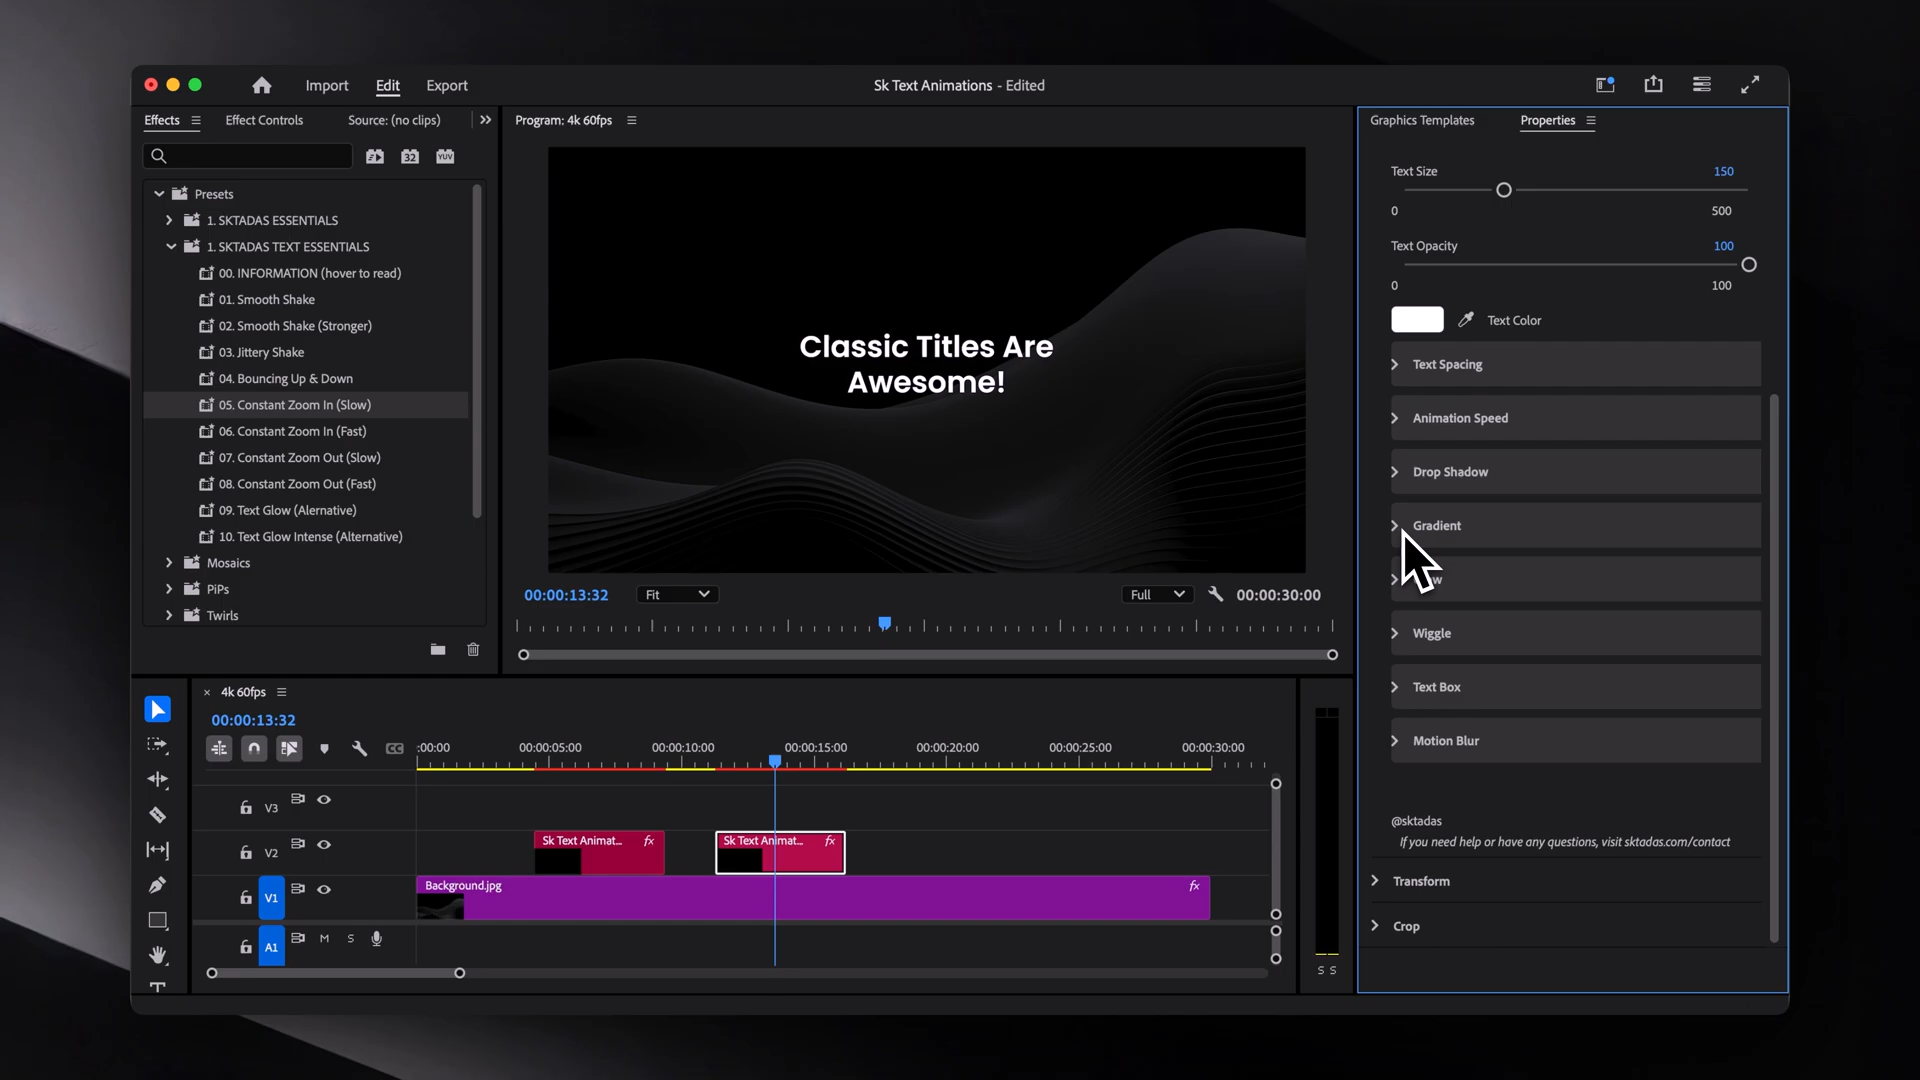 Import
Edit
Export
Sk Text Animations - Edited
Effects
Effect Controls
Source: (no clips)
32
YUV
Presets
1. SKTADAS ESSENTIALS
1. SKTADAS TEXT ESSENTIALS
00. INFORMATION (hover to read)
01. Smooth Shake
02. Smooth Shake (Stronger)
03. Jittery Shake
04. Bouncing Up & Down
05. Constant Zoom In (Slow)
06. Constant Zoom In (Fast)
07. Constant Zoom Out (Slow)
08. Constant Zoom Out (Fast)
09. Text Glow (Alernative)
10. Text Glow Intense (Alternative)
Mosaics
PiPs
Twirls
Program: 4k 60fps
Classic Titles Are
Awesome!
00:00:13:32
Fit
Full
00:00:30:00
Graphics Templates
Properties
Text Size
150
0
500
Text Opacity
100
0
100
Text Color
Text Spacing
Animation Speed
Drop Shadow
Gradient
Wiggle
Text Box
Motion Blur
@sktadas
If you need help or have any questions, visit sktadas.com/contact
Transform
Crop
4k 60fps
00:00:13:32
CC
:00:00
00:00:05:00
00:00:10:00
00:00:15:00
00:00:20:00
00:00:25:00
00:00:30:00
V3
V2
Sk Text Animat...
fx
Sk Text Animat...
fx
V1
Background.jpg
fx
A1
M
S
S S